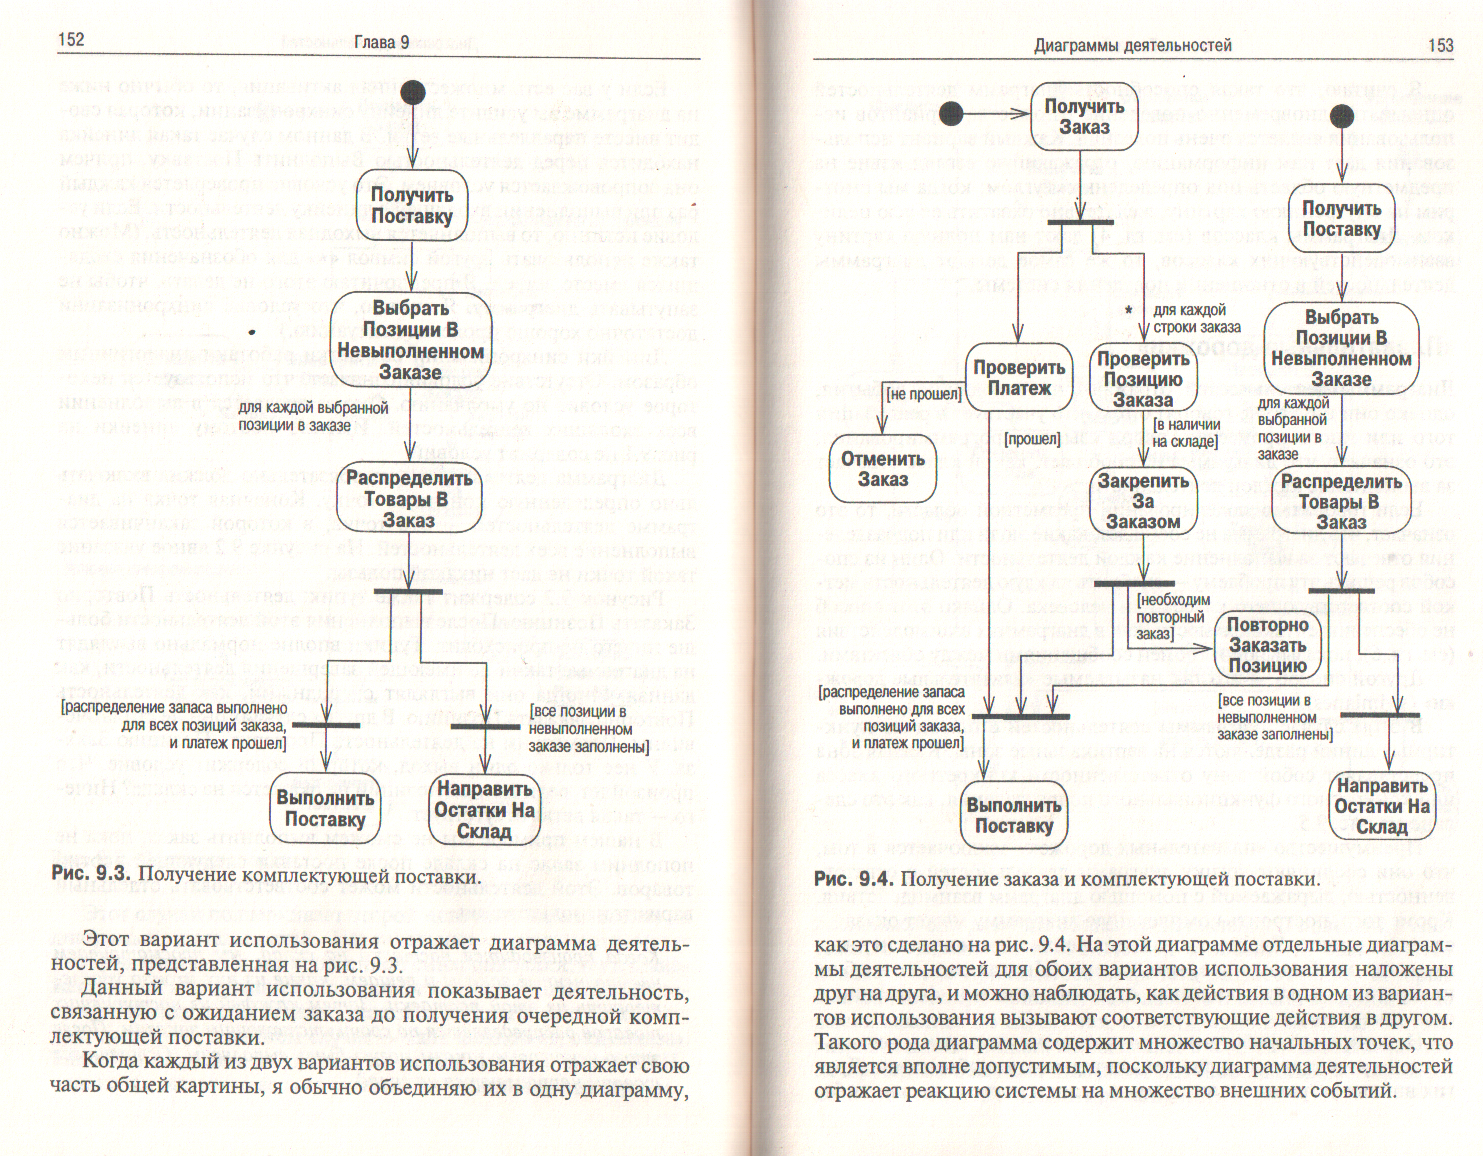 152
Глава 9
Получить
Поставку
Выбрать
Позиции В
Невыполненном
Заказе
для каждой выбранной
позиции в заказе
Распределить
Товары В
Заказ
[распределение запаса выполнено
для всех позиций заказа,
и платеж прошел]
[все позиции в
невыполненном
заказе заполнены]
Выполнить
Поставку
Направить
Остатки На
Склад
Рис. 9.3. Получение комплектующей поставки.
Этот вариант использования отражает диаграмма деятель-
ностей, представленная на рис. 9.3.
Данный вариант использования показывает деятельность,
связанную с ожиданием заказа до получения очередной комп-
лектующей поставки.
Когда каждый из двух вариантов использования отражает свою
часть общей картины, я обычно объединяю их в одну диаграмму,
Диаграммы деятельностей
153
Получить
Заказ
Получить
Поставку
*
для каждой
строки заказа
Выбрать
Позиции В
Невыполненном
Заказе
Проверить
Платеж
Проверить
Позицию
Заказа
[не прошел]
[прошел]
[в наличии
на складе]
для каждой
выбранной
позиции в
заказе
Отменить
Заказ
Закрепить
За
Заказом
Распределить
Товары В
Заказ
[необходим
повторный
заказ]
Повторно
Заказать
Позицию
[распределение запаса
выполнено для всех
позиций заказа,
и платеж прошел]
[все позиции в
невыполненном
заказе заполнены]
Выполнить
Поставку
Направить
Остатки На
Склад
Рис. 9.4. Получение заказа и комплектующей поставки.
как это сделано на рис. 9.4. На этой диаграмме отдельные диаграм-
мы деятельностей для обоих вариантов использования наложены
друг на друга, и можно наблюдать, как действия в одном из вариан-
тов использования вызывают соответствующие действия в другом.
Такого рода диаграмма содержит множество начальных точек, что
является вполне допустимым, поскольку диаграмма деятельностей
отражает реакцию системы на множество внешних событий.